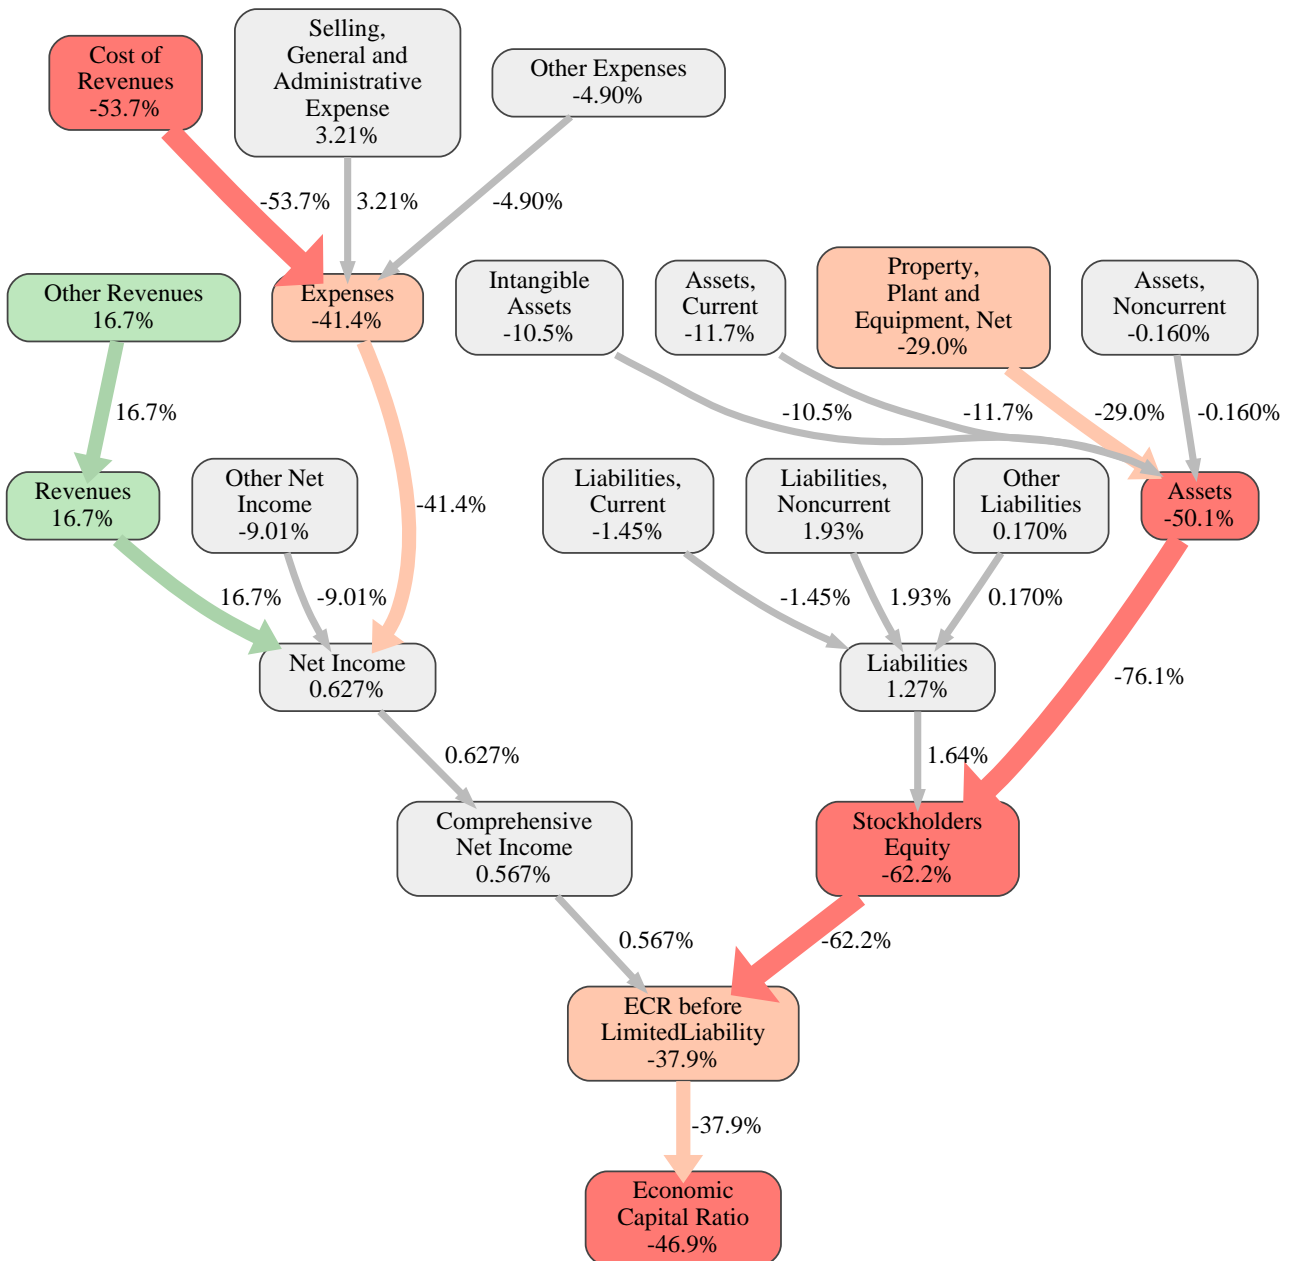 Cost of
Revenues
-53.7%
Selling,
General and
Administrative
Expense
3.21%
Other Expenses
-4.90%
-53.7%
3.21%
-4.90%
Other Revenues
16.7%
Expenses
-41.4%
Intangible
Assets
-10.5%
Assets,
Current
-11.7%
Property,
Plant and
Equipment, Net
-29.0%
Assets,
Noncurrent
-0.160%
16.7%
-10.5%
-11.7%
-29.0%
-0.160%
Revenues
16.7%
Other Net
Income
-9.01%
-41.4%
Liabilities,
Current
-1.45%
Liabilities,
Noncurrent
1.93%
Other
Liabilities
0.170%
Assets
-50.1%
16.7%
-9.01%
-1.45%
1.93%
0.170%
Net Income
0.627%
Liabilities
1.27%
-76.1%
0.627%
1.64%
Comprehensive
Net Income
0.567%
Stockholders
Equity
-62.2%
0.567%
-62.2%
ECR before
LimitedLiability
-37.9%
-37.9%
Economic
Capital Ratio
-46.9%